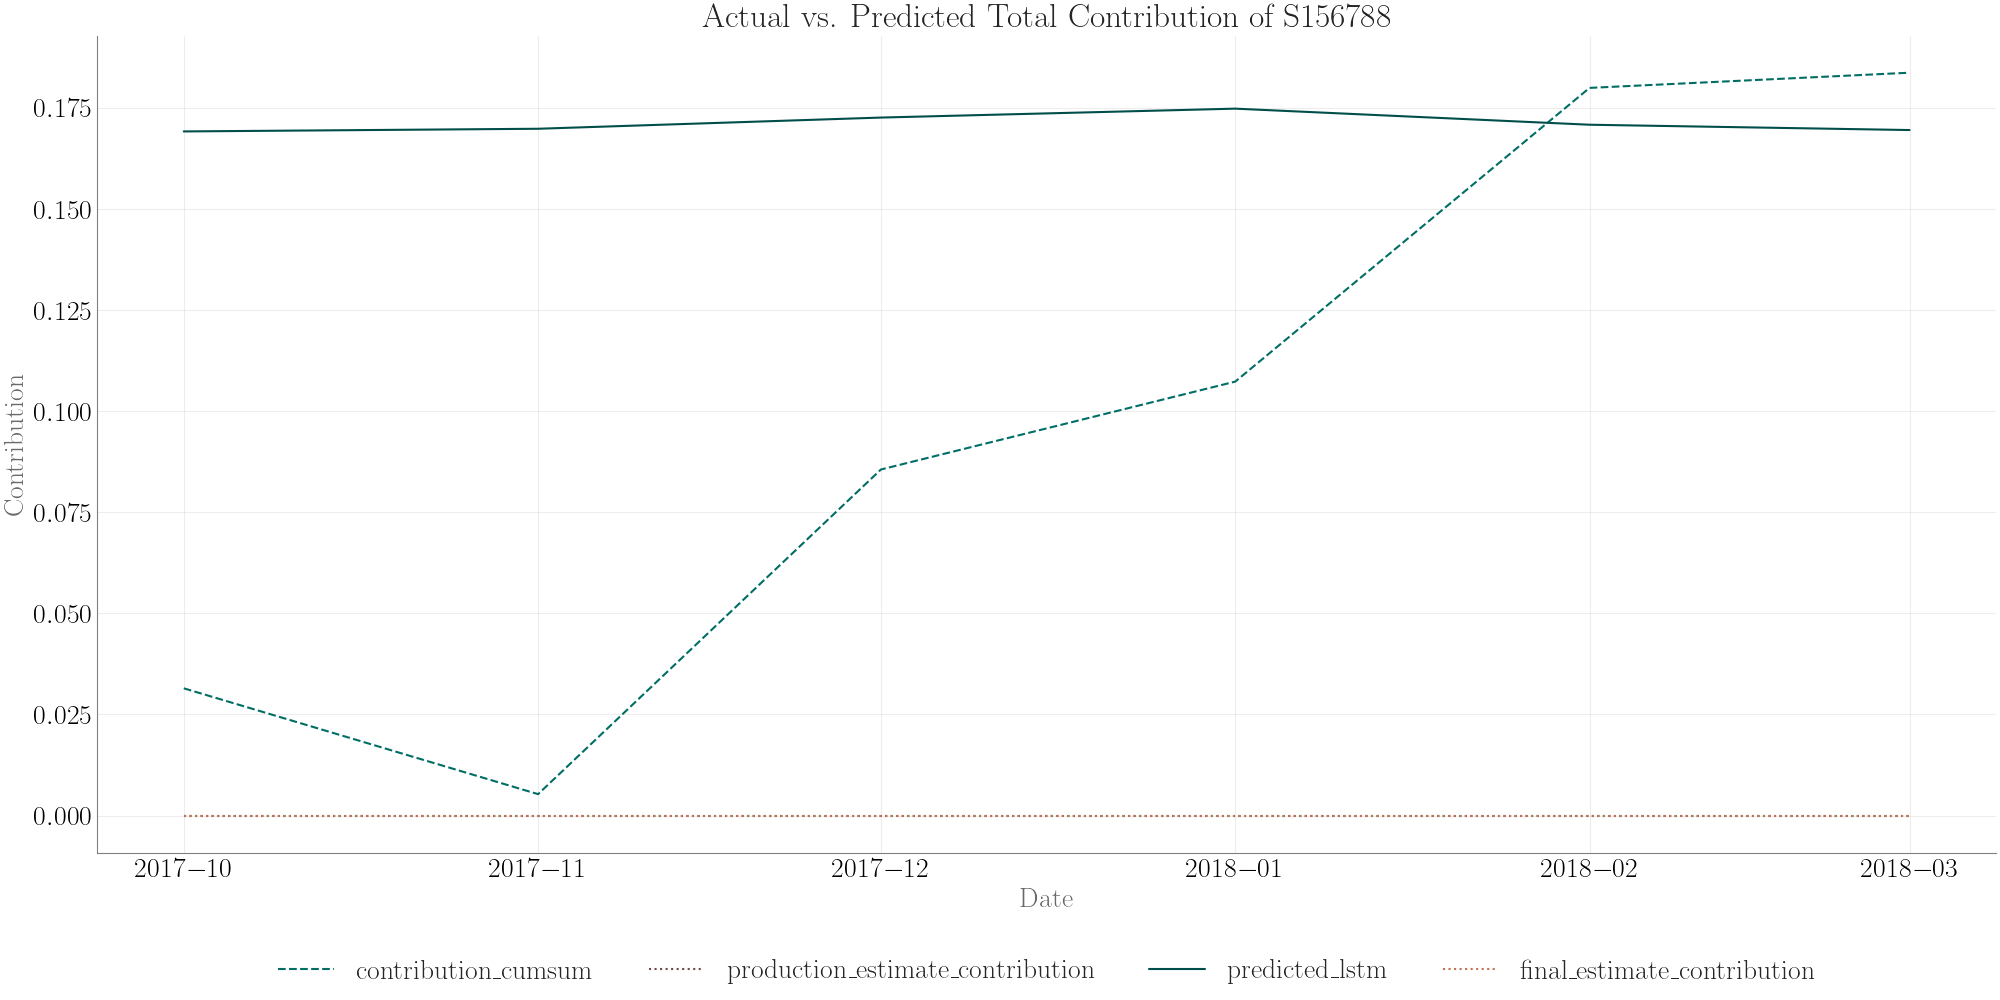 Actual vs. Predicted Total Contribution of S156788
Contribution
0.175
0.150
0.125
0.100
0.075
0.050
0.025
0.000
2017–10 2017–11 2017–12 2018–01 2018–02 2018–03
Date
contribution_cumsum production_estimate_contribution predicted_lstm final_estimate_contribution